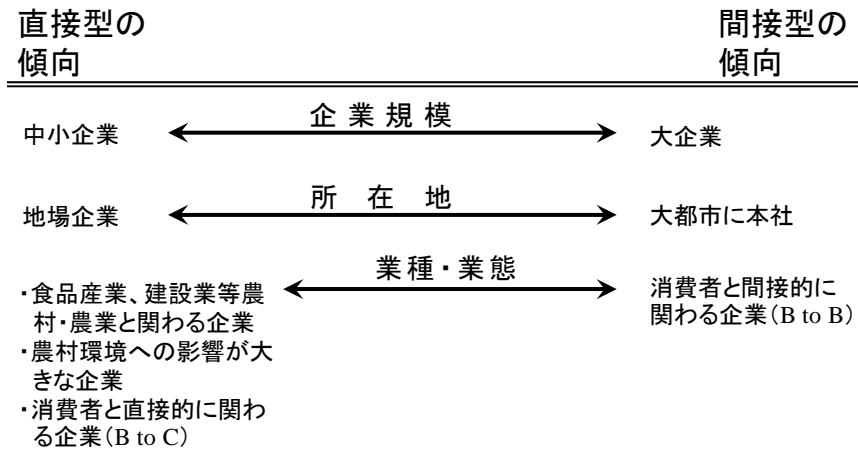 直接型の
傾向
間接型の
傾向
企業規模
中小企業
大企業
所在地
地場企業
大都市に本社
業種・業態
・食品産業、建設業等農
村・農業と関わる企業
・農村環境への影響が大
きな企業
・消費者と直接的に関わ
る企業(B to C)
消費者と間接的に
関わる企業(B to B)